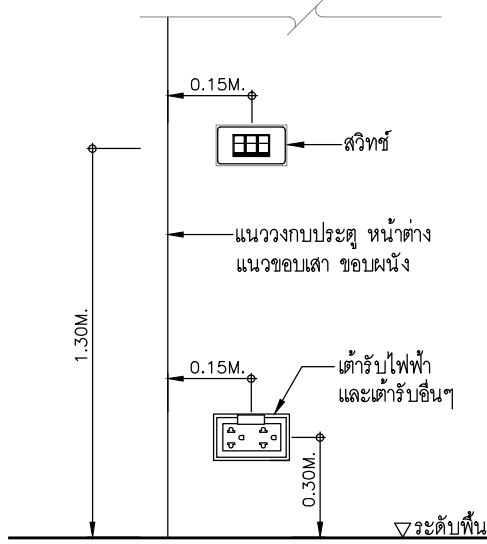 0.15M.
สวิทช์
แนววงกบประตู หน้าต่าง
แนวขอบเสา ขอบผนัง
1.30M.
0.15M.
เต้ารับไฟฟ้า
และเต้ารับอื่นๆ
0.30M.
ระดับพื้น